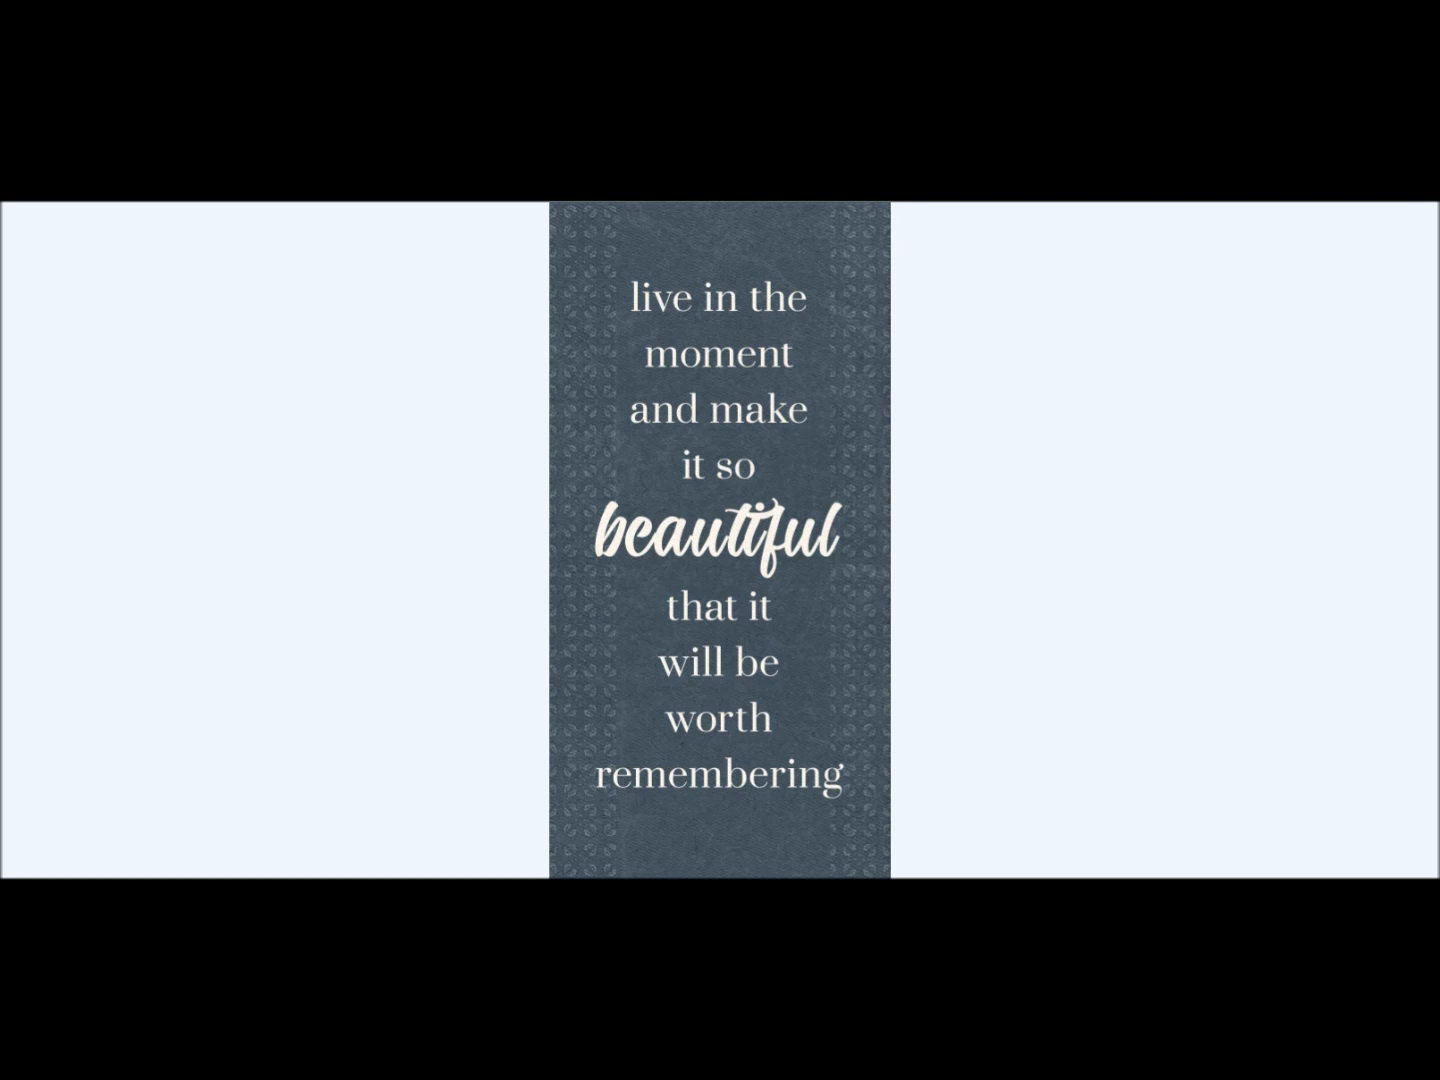 live in the
moment
and make
it so
beautiful
that it
will be
worth
remembering